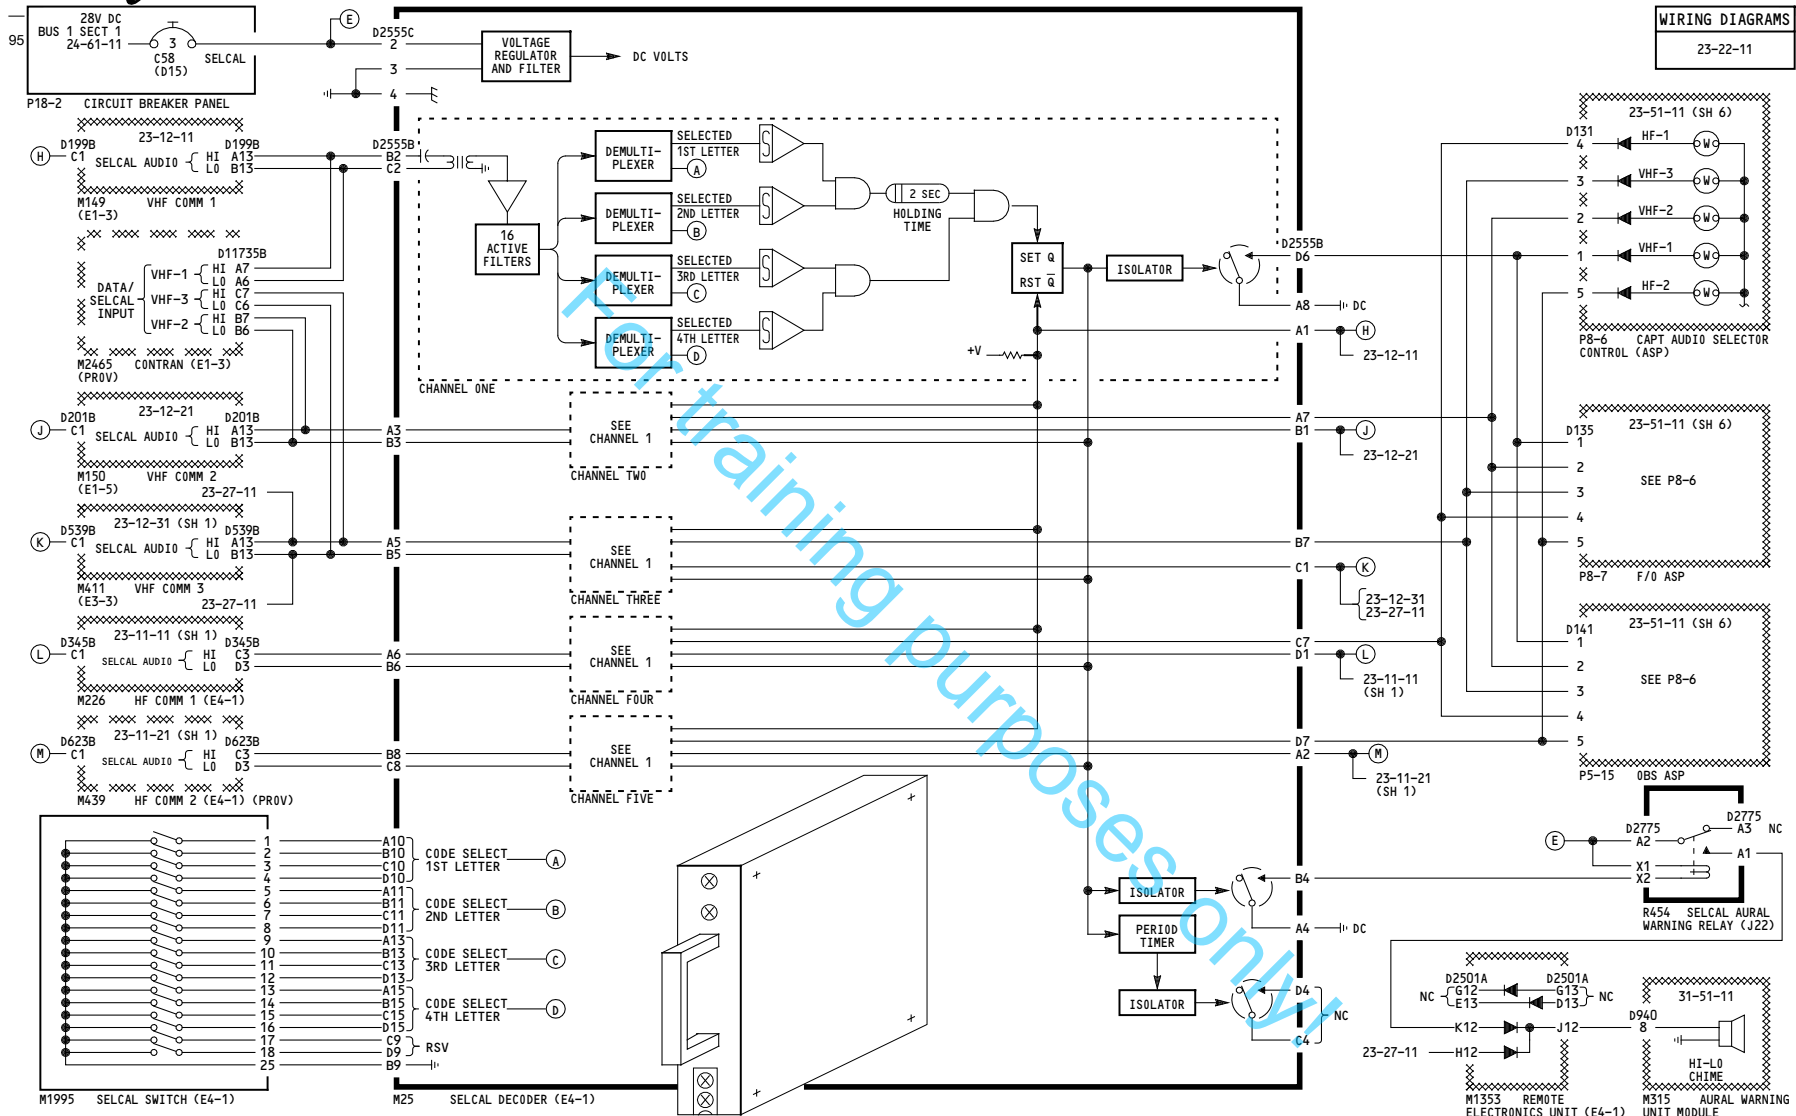 95
28V DC
BUS 1 SECT 1
24-61-11
3
C58
(D15)
SELCAL
P18-2 CIRCUIT BREAKER PANEL
E
D2555C
2
3
4
VOLTAGE
REGULATOR
AND FILTER
DC VOLTS
WIRING DIAGRAMS
23-22-11
H
D199B
C1
23-12-11
SELCAL AUDIO
HI
LO
D199B
A13
B13
M149
(E1-3)
VHF COMM 1
D2555B
B2
C2
DATA/
SELCAL
INPUT
D11735B
VHF-1
HI A7
LO A6
VHF-3
HI C7
LO C6
VHF-2
HI B7
LO B6
M2465
(PROV)
CONTRAN (E1-3)
J
D201B
C1
23-12-21
SELCAL AUDIO
HI
LO
D201B
A13
B13
M150
(E1-5)
VHF COMM 2
23-27-11
A3
B3
K
D539B
C1
23-12-31 (SH 1)
SELCAL AUDIO
HI
LO
D539B
A13
B13
M411
(E3-3)
VHF COMM 3
23-27-11
A5
B5
L
D345B
C1
23-11-11 (SH 1)
SELCAL AUDIO
HI
LO
D345B
C3
D3
M226
HF COMM 1 (E4-1)
A6
B6
M
D623B
C1
23-11-21 (SH 1)
SELCAL AUDIO
HI
LO
D623B
C3
D3
M439
HF COMM 2 (E4-1) (PROV)
B8
C8
16
ACTIVE
FILTERS
DEMULTI-
PLEXER
SELECTED
1ST LETTER
A
DEMULTI-
PLEXER
SELECTED
2ND LETTER
B
DEMULTI-
PLEXER
SELECTED
3RD LETTER
C
DEMULTI-
PLEXER
SELECTED
4TH LETTER
D
2 SEC
HOLDING
TIME
SET Q
RST Q
+V
ISOLATOR
CHANNEL ONE
SEE
CHANNEL 1
CHANNEL TWO
SEE
CHANNEL 1
CHANNEL THREE
SEE
CHANNEL 1
CHANNEL FOUR
SEE
CHANNEL 1
CHANNEL FIVE
D2555B
D6
A8
DC
A1
H
23-12-11
A7
B1
J
23-12-21
B7
C1
K
23-12-31
23-27-11
C7
D1
L
23-11-11
(SH 1)
D7
A2
M
23-11-21
(SH 1)
23-51-11 (SH 6)
D131
4
HF-1
W
3
VHF-3
W
2
VHF-2
W
1
VHF-1
W
5
HF-2
W
P8-6 CAPT AUDIO SELECTOR
CONTROL (ASP)
23-51-11 (SH 6)
D135
1
2
3
4
5
SEE P8-6
P8-7 F/O ASP
23-51-11 (SH 6)
D141
1
2
3
4
5
SEE P8-6
P5-15 OBS ASP
1
2
3
4
5
6
7
8
9
10
11
12
13
14
15
16
17
18
25
M1995 SELCAL SWITCH (E4-1)
A10
B10
C10
D10
CODE SELECT
1ST LETTER
A
A11
B11
C11
D11
CODE SELECT
2ND LETTER
B
A13
B13
C13
D13
CODE SELECT
3RD LETTER
C
A15
B15
C15
D15
CODE SELECT
4TH LETTER
D
C9
D9
RSV
B9
M25 SELCAL DECODER (E4-1)
ISOLATOR
B4
A4
DC
PERIOD
TIMER
ISOLATOR
D4
C4
NC
E
D2775
A2
X1
X2
D2775
A3
NC
A1
R454 SELCAL AURAL
WARNING RELAY (J22)
D2501A
D2501A
NC
G12
E13
G13
D13
NC
K12
J12
23-27-11
H12
M1353 REMOTE
ELECTRONICS UNIT (E4-1)
31-51-11
D940
8
HI-LO
CHIME
M315 AURAL WARNING
UNIT MODULE
For training purposes only!